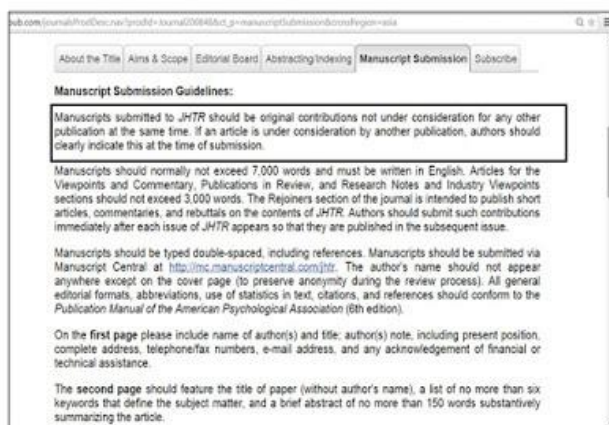 pub.com/journals/ProdDesc.nav?prodId=Journal200848&ct_p=manuscriptSubmission&crossRegion=asia
About the Title Aims & Scope Editorial Board Abstracting/Indexing Manuscript Submission Subscribe
Manuscript Submission Guidelines:
Manuscripts submitted to JHTR should be original contributions not under consideration for any other
publication at the same time. If an article is under consideration by another publication, authors should
clearly indicate this at the time of submission.
Manuscripts should normally not exceed 7,000 words and must be written in English. Articles for the
Viewpoints and Commentary, Publications in Review, and Research Notes and Industry Viewpoints
sections should not exceed 3,000 words. The Rejoiners section of the journal is intended to publish short
articles, commentaries, and rebuttals on the contents of JHTR. Authors should submit such contributions
immediately after each issue of JHTR appears so that they are published in the subsequent issue.
Manuscripts should be typed double-spaced, including references. Manuscripts should be submitted via
Manuscript Central at http://mc.manuscriptcentral.com/jhtr. The author's name should not appear
anywhere except on the cover page (to preserve anonymity during the review process). All general
editorial formats, abbreviations, use of statistics in text, citations, and references should conform to the
Publication Manual of the American Psychological Association (6th edition).
On the first page please include name of author(s) and title; author(s) note, including present position,
complete address, telephone/fax numbers, e-mail address, and any acknowledgement of financial or
technical assistance.
The second page should feature the title of paper (without author's name), a list of no more than six
keywords that define the subject matter, and a brief abstract of no more than 150 words substantively
summarizing the article.